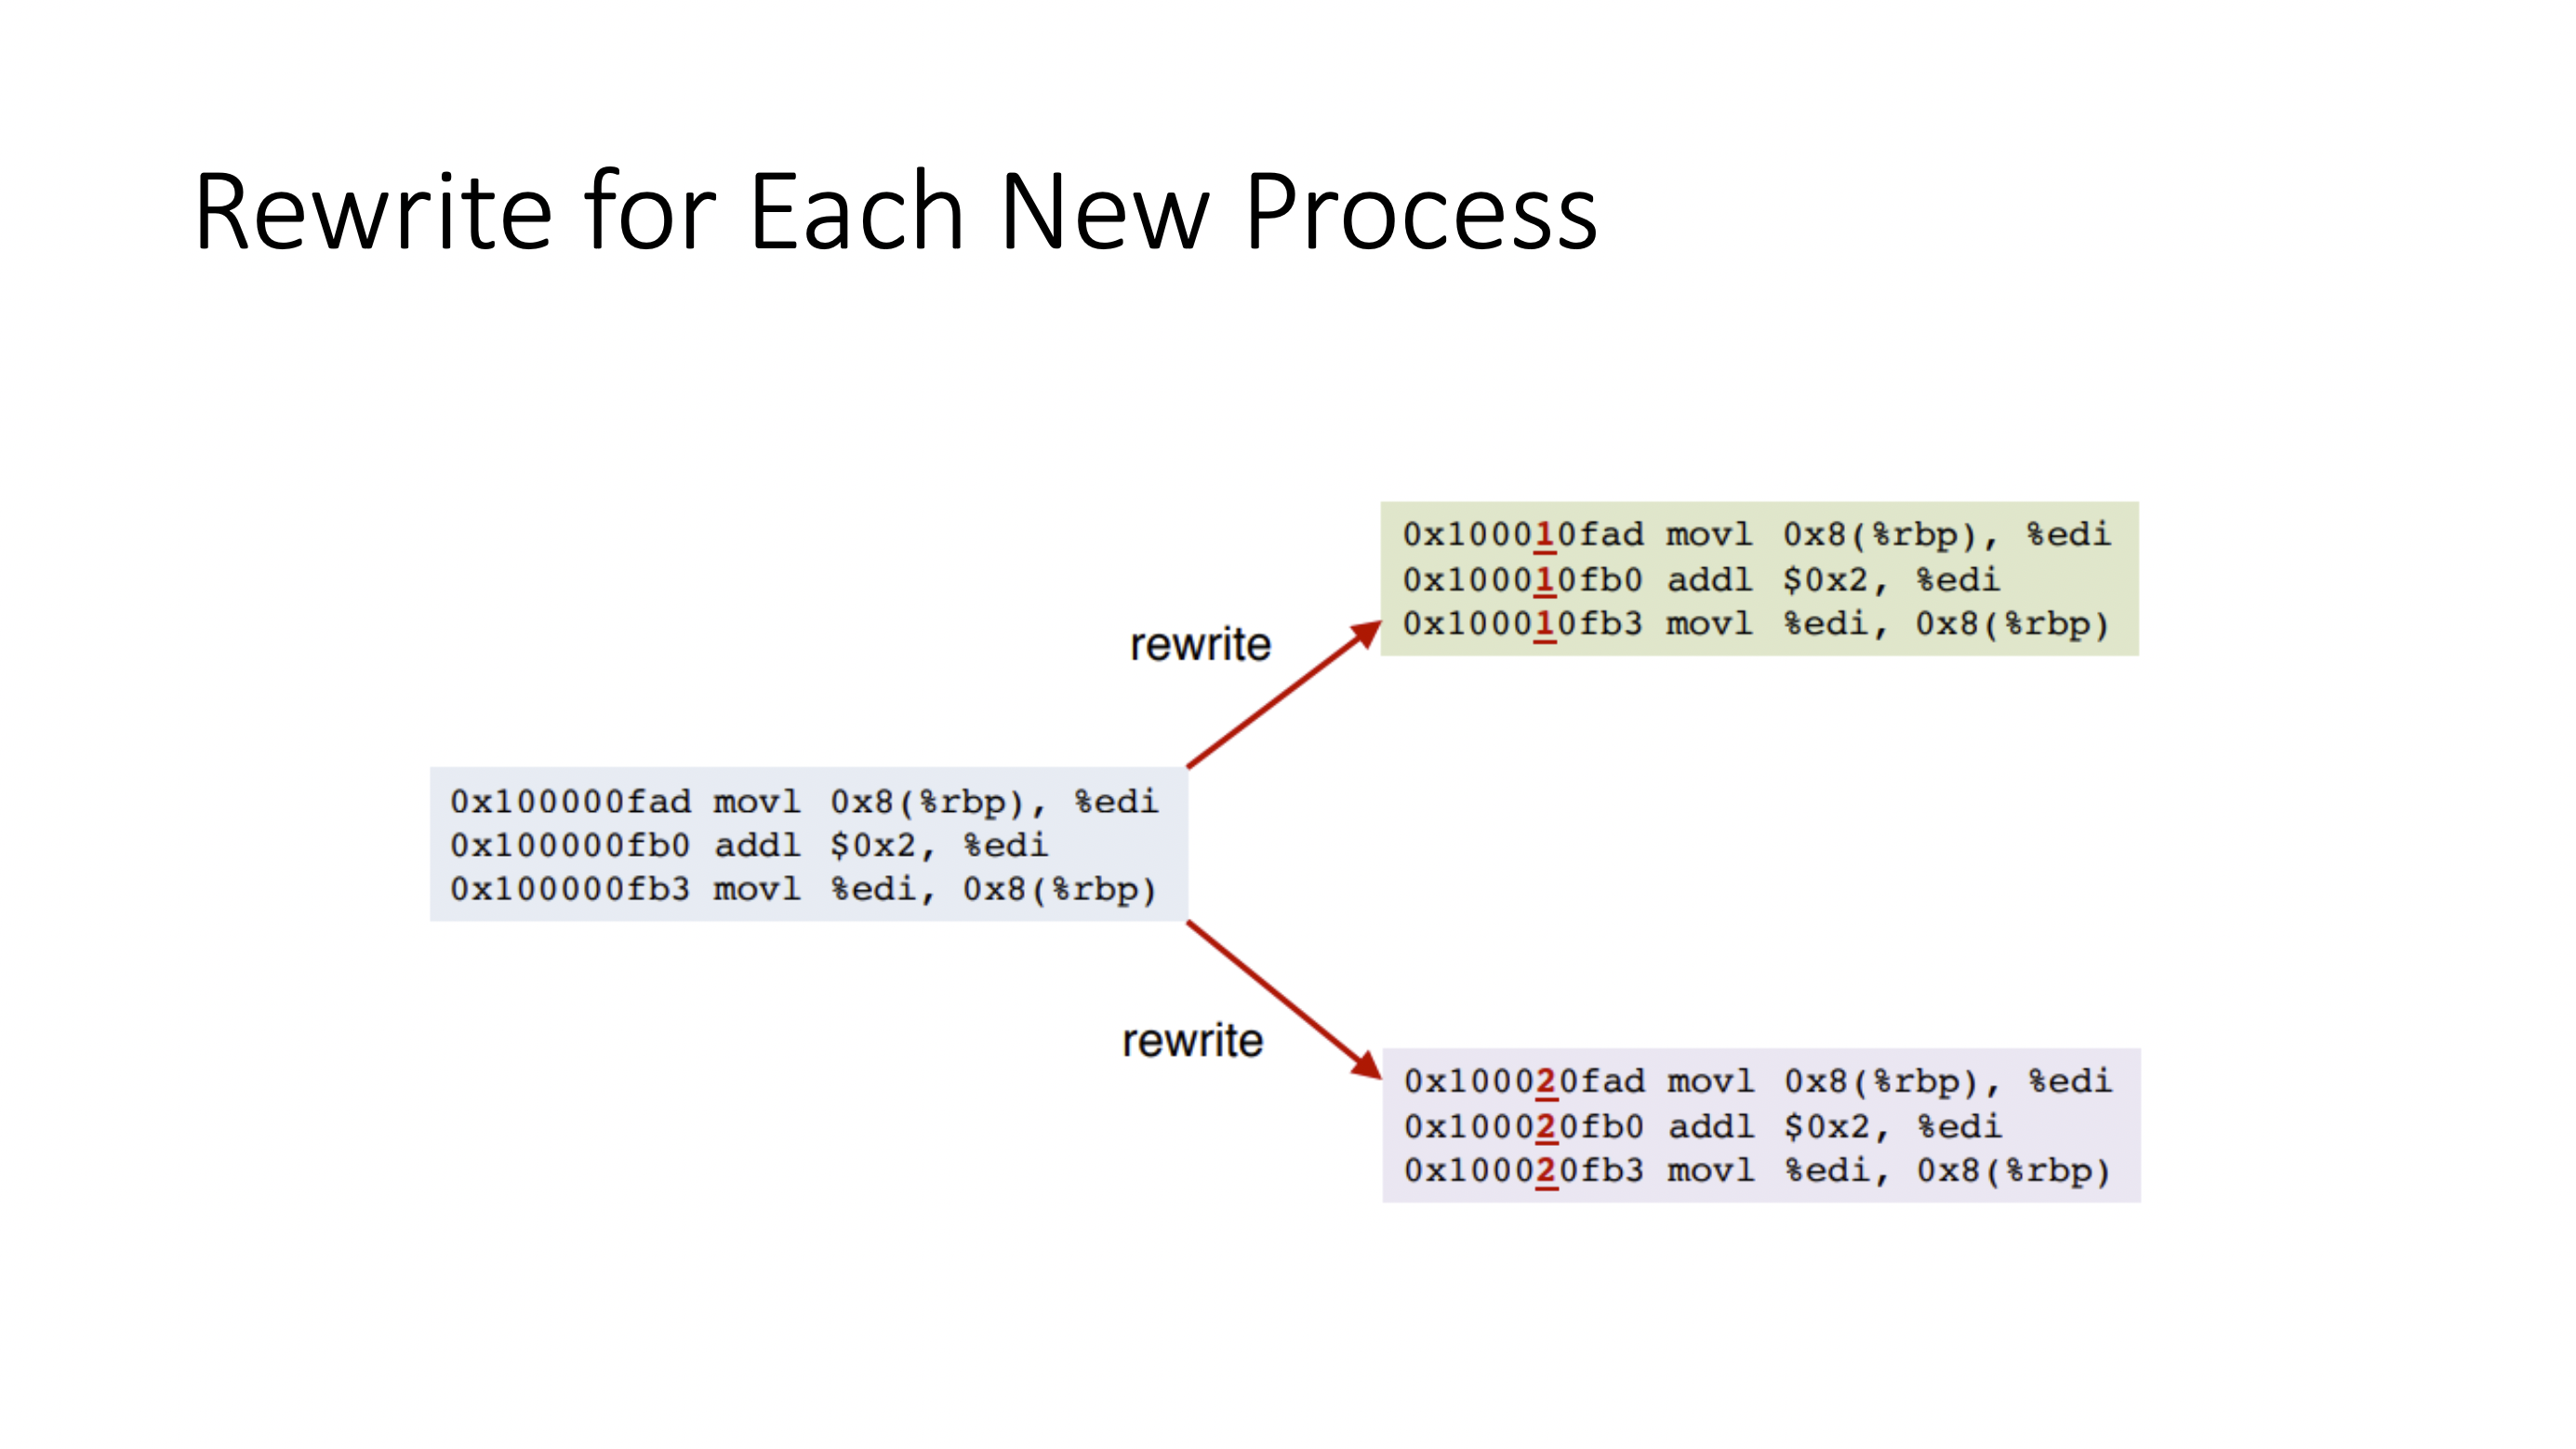 Rewrite for Each New Process
0x100010fad movl 0x8(%rbp), %edi
0x100010fb0 addl $0x2, %edi
0x100010fb3 movl %edi, 0x8(%rbp)
rewrite
0x100000fad movl 0x8(%rbp), %edi
0x100000fb0 addl $0x2, %edi
0x100000fb3 movl %edi, 0x8(%rbp)
rewrite
0x100020fad movl 0x8(%rbp), %edi
0x100020fb0 addl $0x2, %edi
0x100020fb3 movl %edi, 0x8(%rbp)